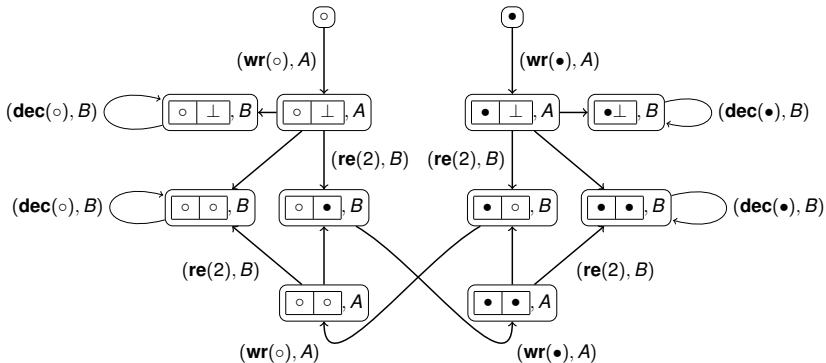 ○ ●
(wr(○), A) (wr(●), A)
(dec(○), B) ○ ⊥ , B ○ ⊥ , A ● ⊥ , A ●⊥ , B (dec(●), B)
(re(2), B) (re(2), B)
(dec(○), B) ○ ○ , B ○ ● , B ● ○ , B ● ● , B (dec(●), B)
(re(2), B) (re(2), B)
○ ○ , A ● ● , A
(wr(○), A) (wr(●), A)